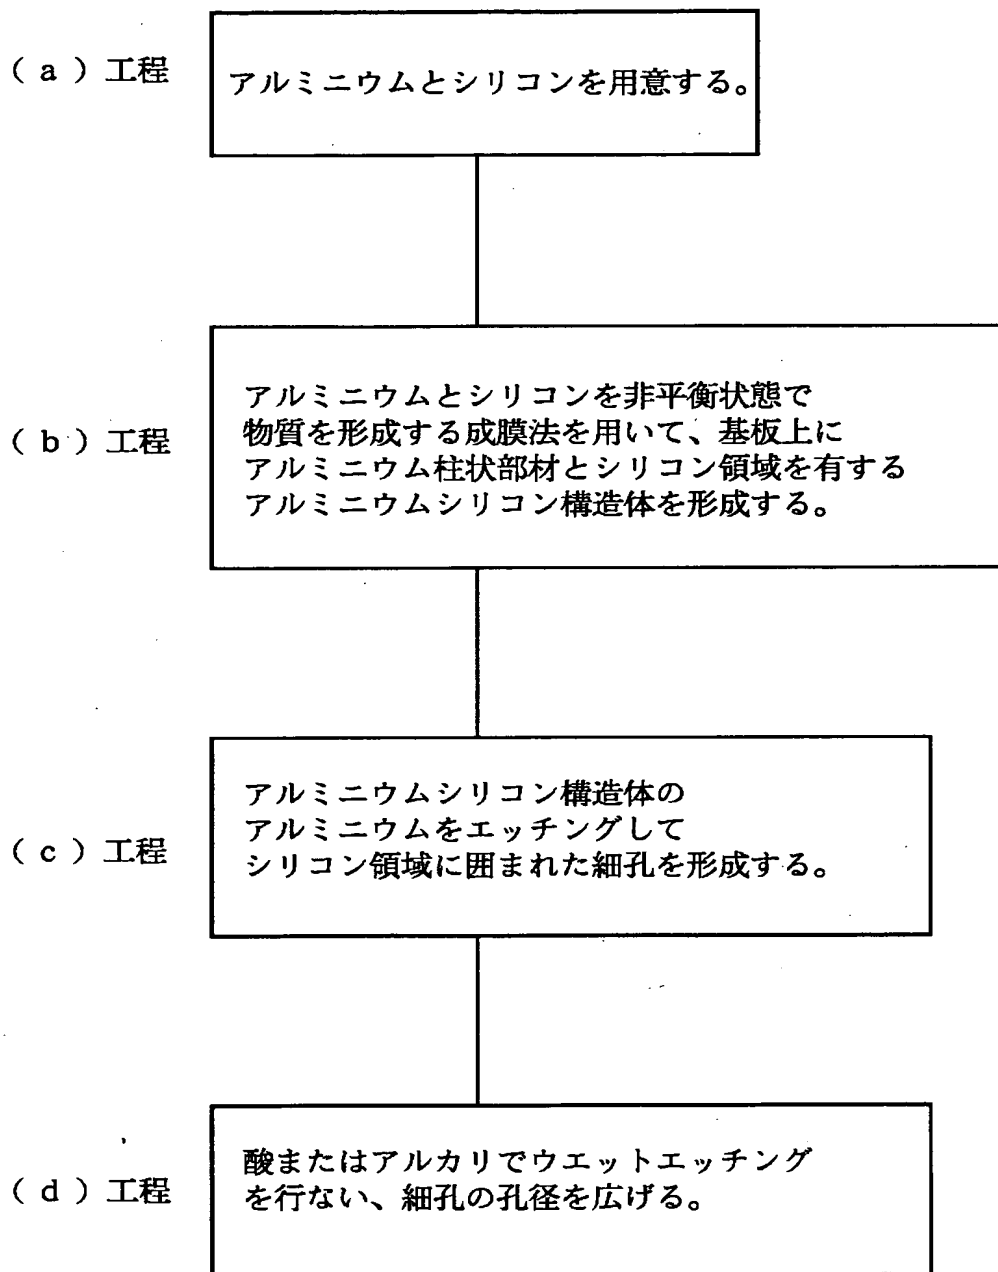 (a)工程
アルミニウムとシリコンを用意する。
(b)工程
アルミニウムとシリコンを非平衡状態で
物質を形成する成膜法を用いて、基板上に
アルミニウム柱状部材とシリコン領域を有する
アルミニウムシリコン構造体を形成する。
(c)工程
アルミニウムシリコン構造体の
アルミニウムをエッチングして
シリコン領域に囲まれた細孔を形成する。
(d)工程
酸またはアルカリでウエットエッチング
を行ない、細孔の孔径を広げる。